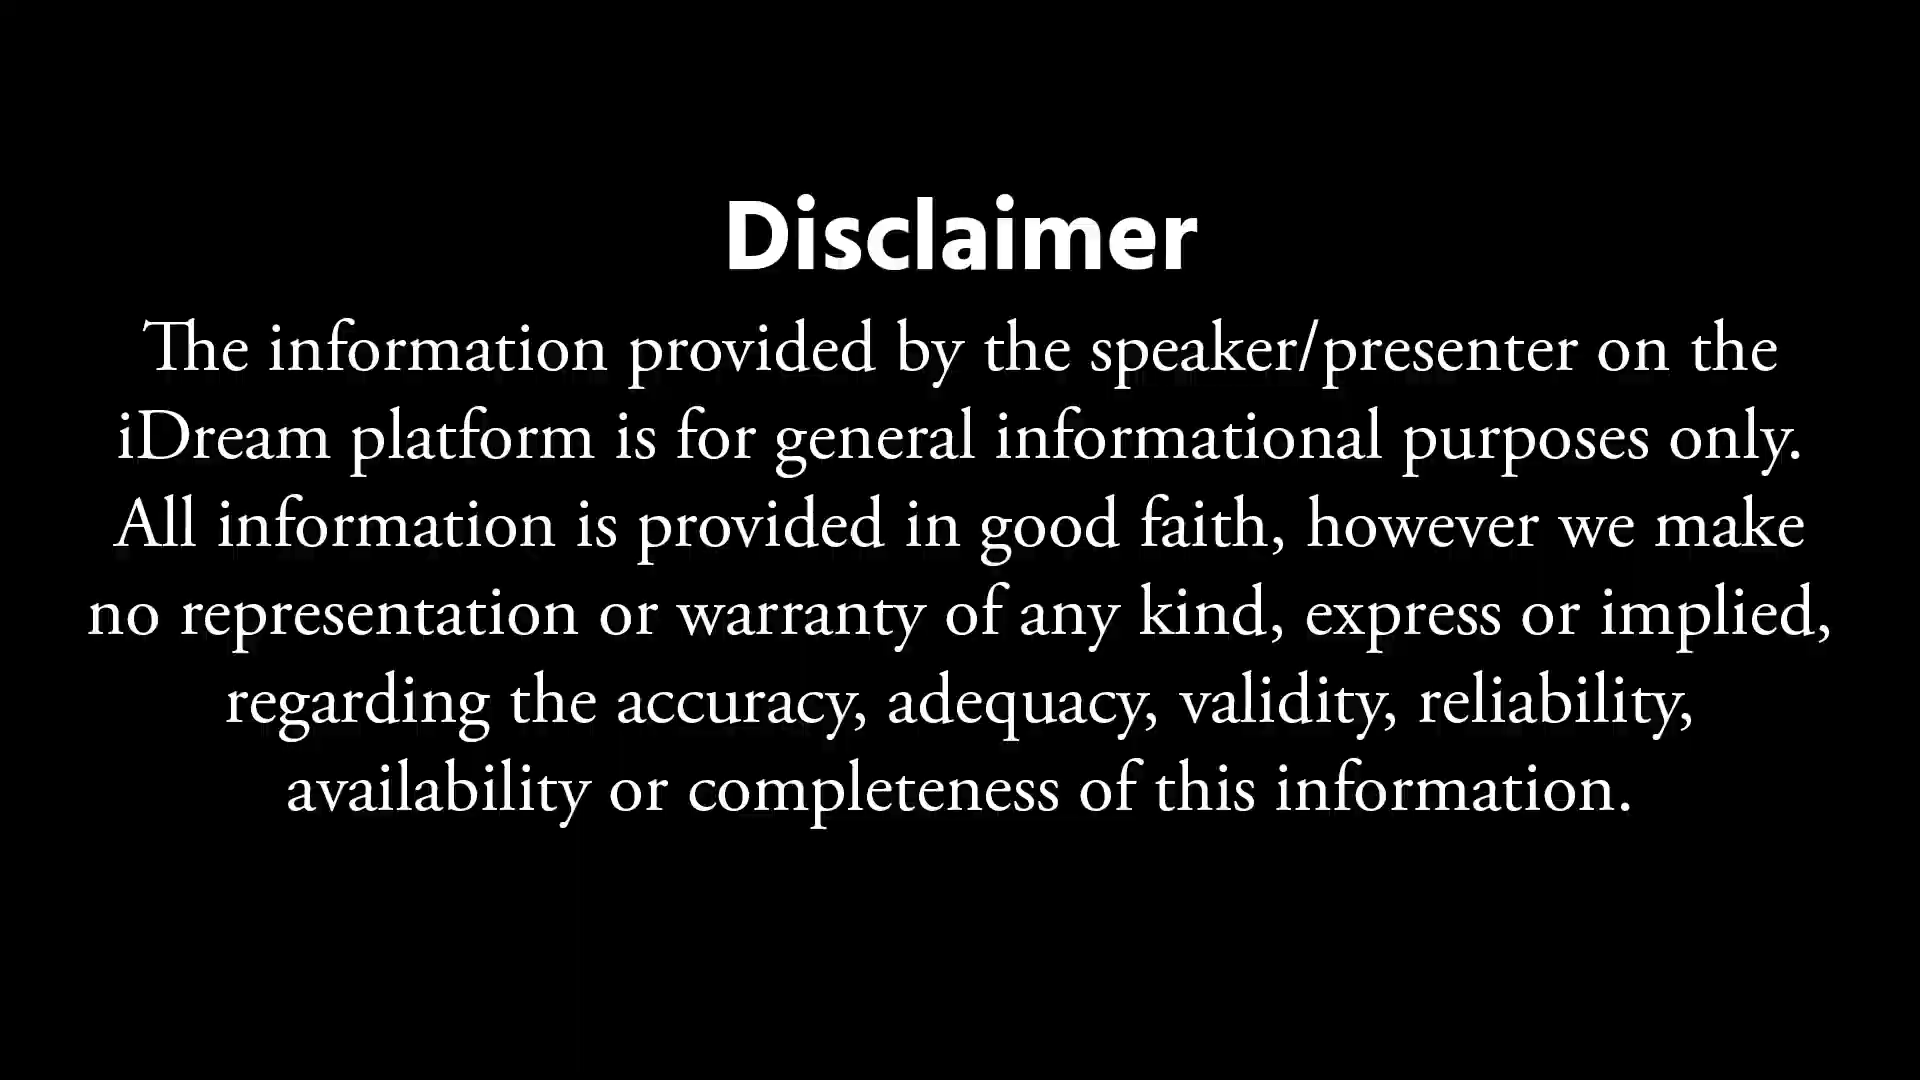 Disclaimer
The information provided by the speaker/presenter on the
iDream platform is for general informational purposes only.
All information is provided in good faith, however we make
no representation or warranty of any kind, express or implied,
regarding the accuracy, adequacy, validity, reliability,
availability or completeness of this information.